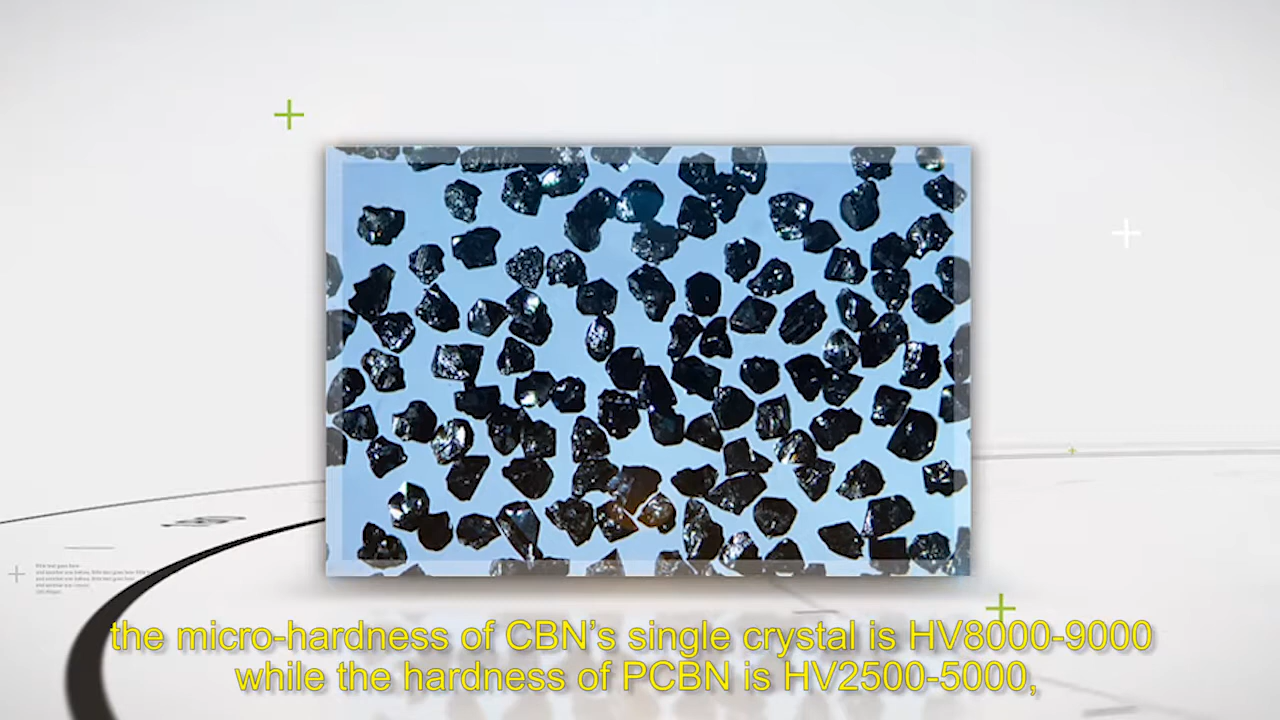 the micro-hardness of CBN’s single crystal is HV8000-9000
while the hardness of PCBN is HV2500-5000,